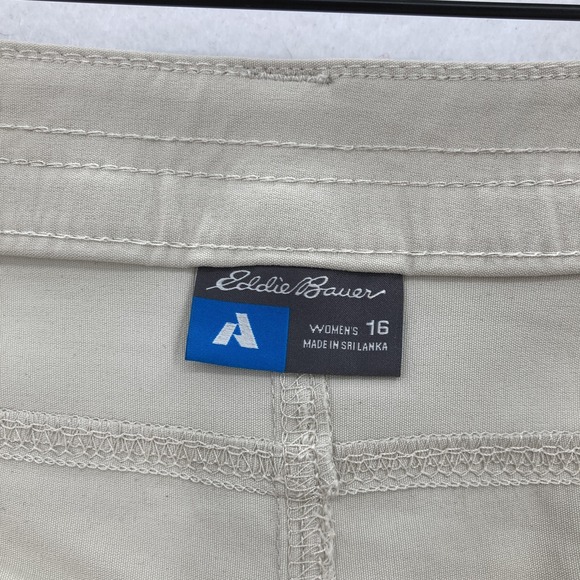 Eddie Bauer
WOMEN'S 16
MADE IN SRI LANKA